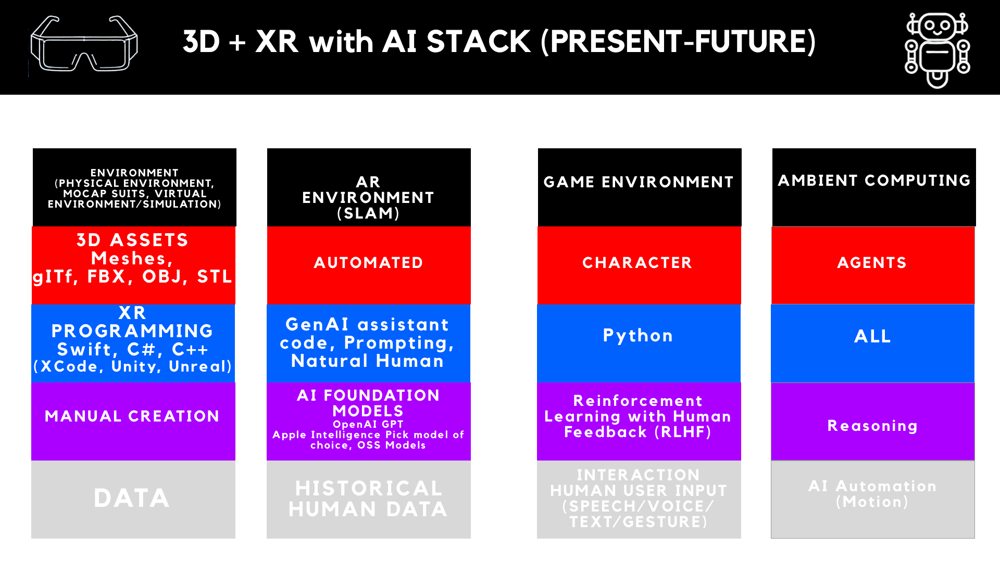 3D + XR with AI STACK (PRESENT-FUTURE)
ENVIRONMENT
(PHYSICAL ENVIRONMENT,
MOCAP SUITS, VIRTUAL
ENVIRONMENT/SIMULATION)
3D ASSETS
Meshes,
gITf, FBX, OBJ, STL
XR
PROGRAMMING
Swift, C#, C++
(XCode, Unity, Unreal)
MANUAL CREATION
DATA
AR
ENVIRONMENT
(SLAM)
AUTOMATED
GenAI assistant
code, Prompting,
Natural Human
AI FOUNDATION
MODELS
OpenAI GPT
Apple Intelligence Pick model of
choice, OSS Models
HISTORICAL
HUMAN DATA
GAME ENVIRONMENT
CHARACTER
Python
Reinforcement
Learning with Human
Feedback (RLHF)
INTERACTION
HUMAN USER INPUT
(SPEECH/VOICE/
TEXT/GESTURE)
AMBIENT COMPUTING
AGENTS
ALL
Reasoning
AI Automation
(Motion)